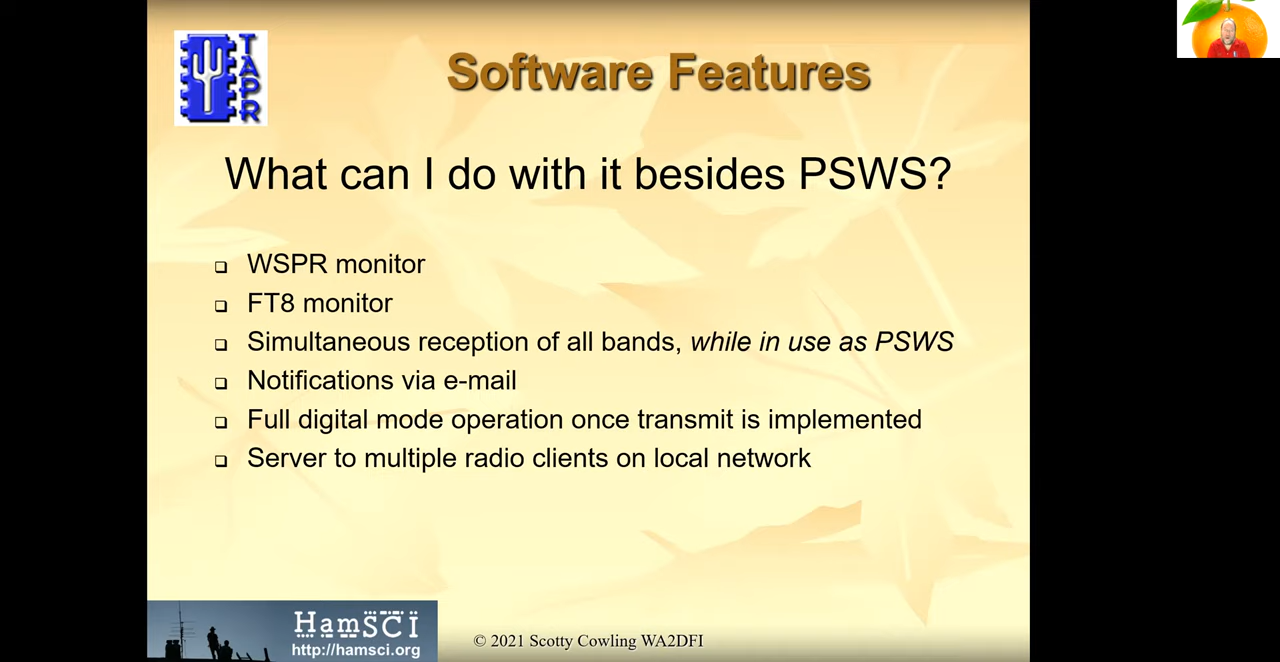 TAPR
Software Features
What can I do with it besides PSWS?
WSPR monitor
FT8 monitor
Simultaneous reception of all bands, while in use as PSWS
Notifications via e-mail
Full digital mode operation once transmit is implemented
Server to multiple radio clients on local network
HamSCI
http://hamsci.org
© 2021 Scotty Cowling WA2DFI